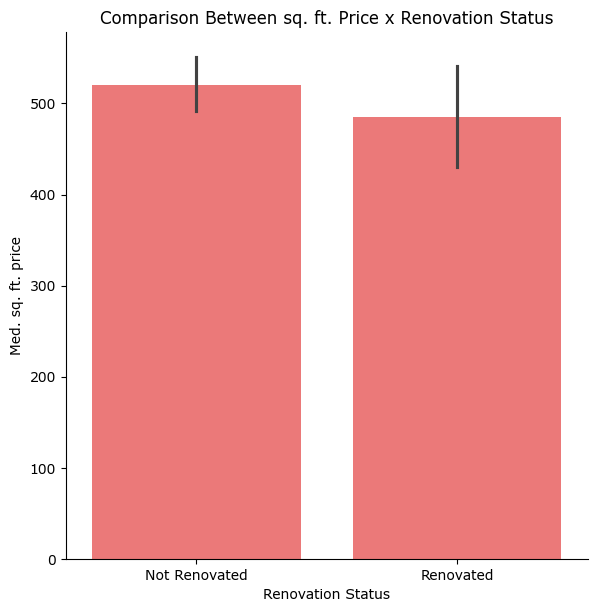 Comparison Between sq. ft. Price x Renovation Status
Med. sq. ft. price
500
400
300
200
100
0
Not Renovated
Renovated
Renovation Status